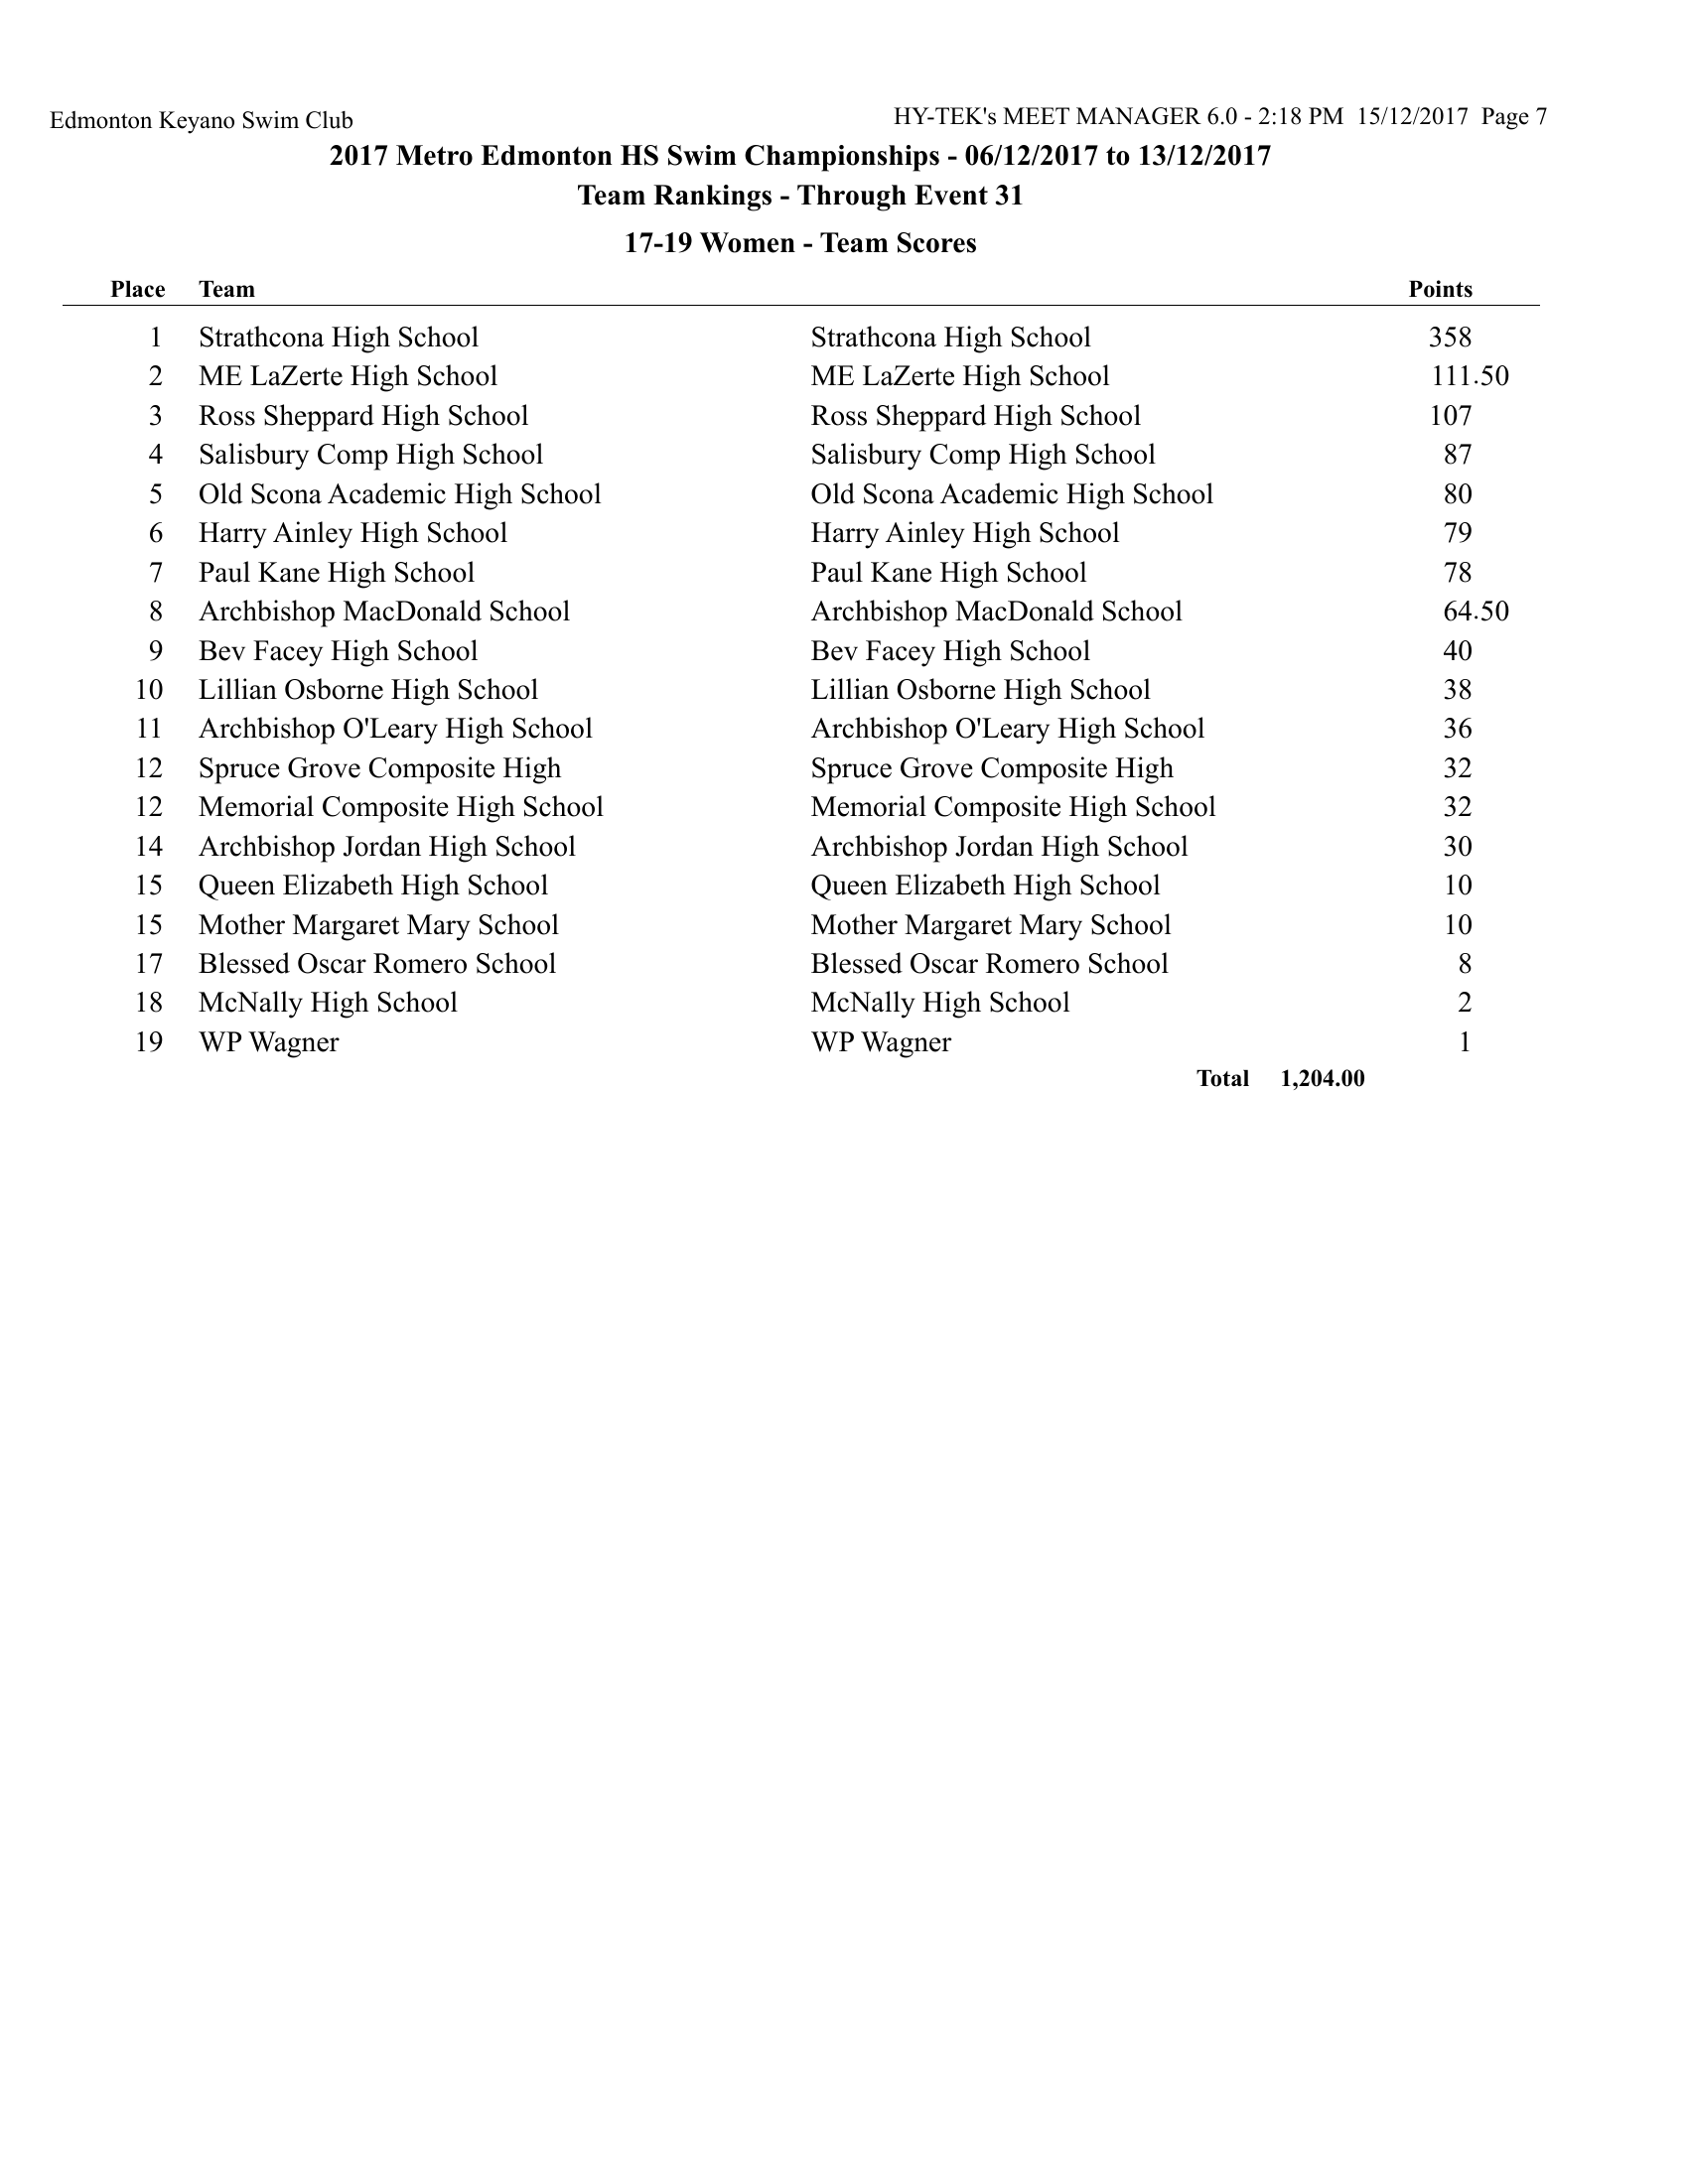 Edmonton Keyano Swim Club HY-TEK's MEET MANAGER 6.0 - 2:18 PM 15/12/2017 Page 7
2017 Metro Edmonton HS Swim Championships - 06/12/2017 to 13/12/2017
Team Rankings - Through Event 31
17-19 Women - Team Scores
Place Team Points
1 Strathcona High School Strathcona High School 358
2 ME LaZerte High School ME LaZerte High School 111.50
3 Ross Sheppard High School Ross Sheppard High School 107
4 Salisbury Comp High School Salisbury Comp High School 87
5 Old Scona Academic High School Old Scona Academic High School 80
6 Harry Ainley High School Harry Ainley High School 79
7 Paul Kane High School Paul Kane High School 78
8 Archbishop MacDonald School Archbishop MacDonald School 64.50
9 Bev Facey High School Bev Facey High School 40
10 Lillian Osborne High School Lillian Osborne High School 38
11 Archbishop O'Leary High School Archbishop O'Leary High School 36
12 Spruce Grove Composite High Spruce Grove Composite High 32
12 Memorial Composite High School Memorial Composite High School 32
14 Archbishop Jordan High School Archbishop Jordan High School 30
15 Queen Elizabeth High School Queen Elizabeth High School 10
15 Mother Margaret Mary School Mother Margaret Mary School 10
17 Blessed Oscar Romero School Blessed Oscar Romero School 8
18 McNally High School McNally High School 2
19 WP Wagner WP Wagner 1
Total 1,204.00